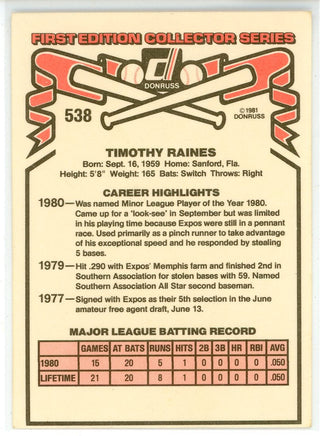 FIRST EDITION COLLECTOR SERIES
DONRUSS
538
©1981
DONRUSS
TIMOTHY RAINES
Born: Sept. 16, 1959 Home: Sanford, Fla.
Height: 5'8" Weight: 165 Bats: Switch Throws: Right
CAREER HIGHLIGHTS
1980—Was named Minor League Player of the Year 1980.
Came up for a 'look-see' in September but was limited
in his playing time because Expos were still in a pennant
race. Used primarily as a pinch runner to take advantage
of his exceptional speed and he responded by stealing
5 bases.
1979—Hit .290 with Expos' Memphis farm and finished 2nd in
Southern Association for stolen bases with 59. Named
Southern Association All Star second baseman.
1977—Signed with Expos as their 5th selection in the June
amateur free agent draft, June 13.
MAJOR LEAGUE BATTING RECORD
GAMES AT BATS RUNS HITS 2B 3B HR RBI AVG
1980 15 20 5 1 0 0 0 0 .050
LIFETIME 21 20 8 1 0 0 0 0 .050